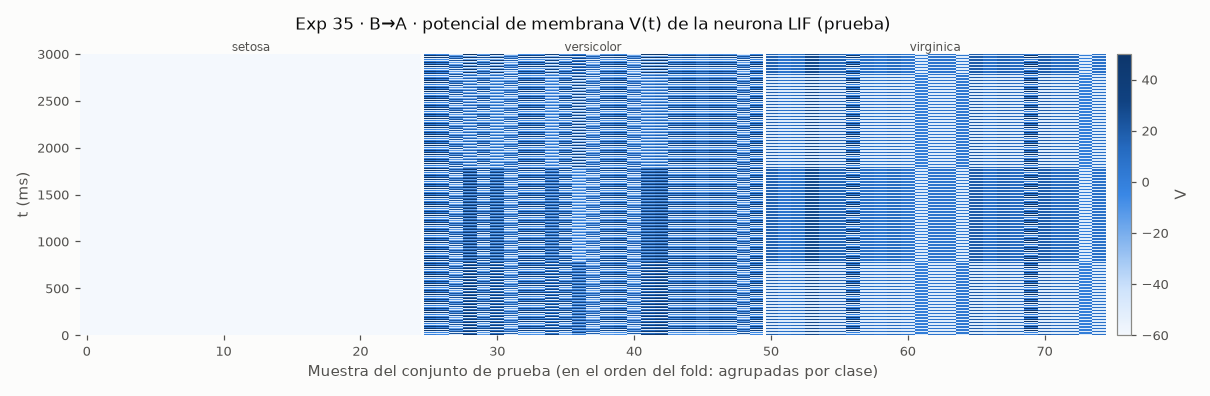 Exp 35 · B→A · potencial de membrana V(t) de la neurona LIF (prueba)
setosa versicolor virginica
3000
2500
2000
1500
1000
500
0
t (ms)
0 10 20 30 40 50 60 70
Muestra del conjunto de prueba (en el orden del fold: agrupadas por clase)
40
20
0
−20
−40
−60
V